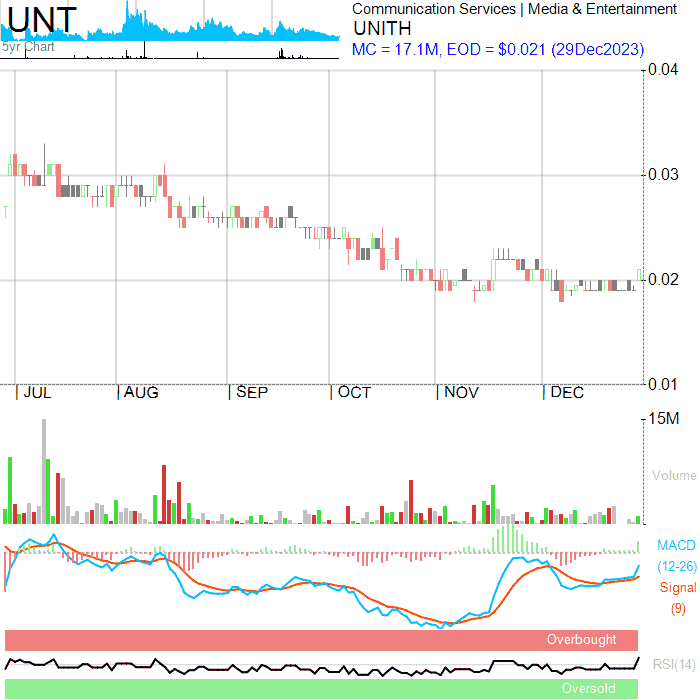 UNT
5yr Chart
Communication Services | Media & Entertainment
UNITH
MC = 17.1M, EOD = $0.021 (29Dec2023)
0.04
0.03
0.02
0.01
JUL
AUG
SEP
OCT
NOV
DEC
15M
Volume
MACD
(12-26)
Signal
(9)
Overbought
RSI(14)
Oversold